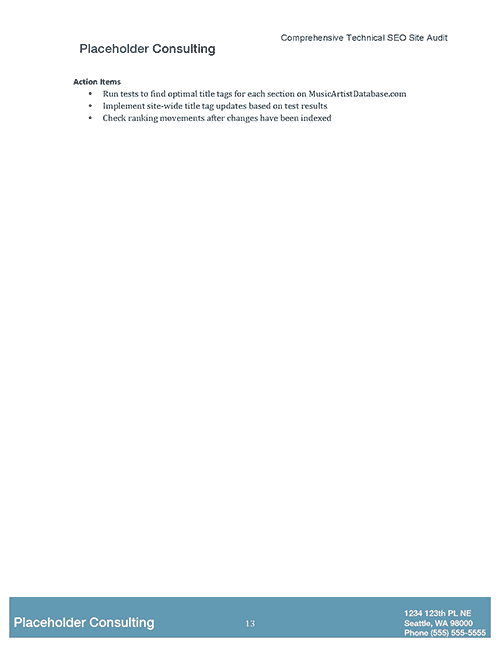 Comprehensive Technical SEO Site Audit
Placeholder Consulting
Action Items
• Run tests to find optimal title tags for each section on MusicArtistDatabase.com
• Implement site-wide title tag updates based on test results
• Check ranking movements after changes have been indexed
Placeholder Consulting
13
1234 123th PL NE
Seattle, WA 98000
Phone (555) 555-5555